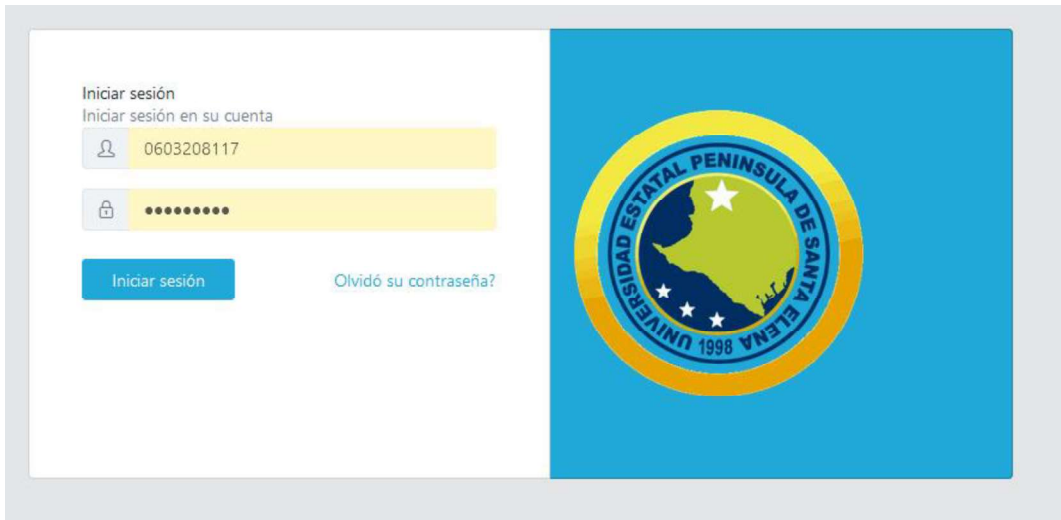 Iniciar sesión
Iniciar sesión en su cuenta
0603208117
•••••••••
Iniciar sesión
Olvidó su contraseña?
UNIVERSIDAD ESTATAL PENINSULA DE SANTA ELENA
1998